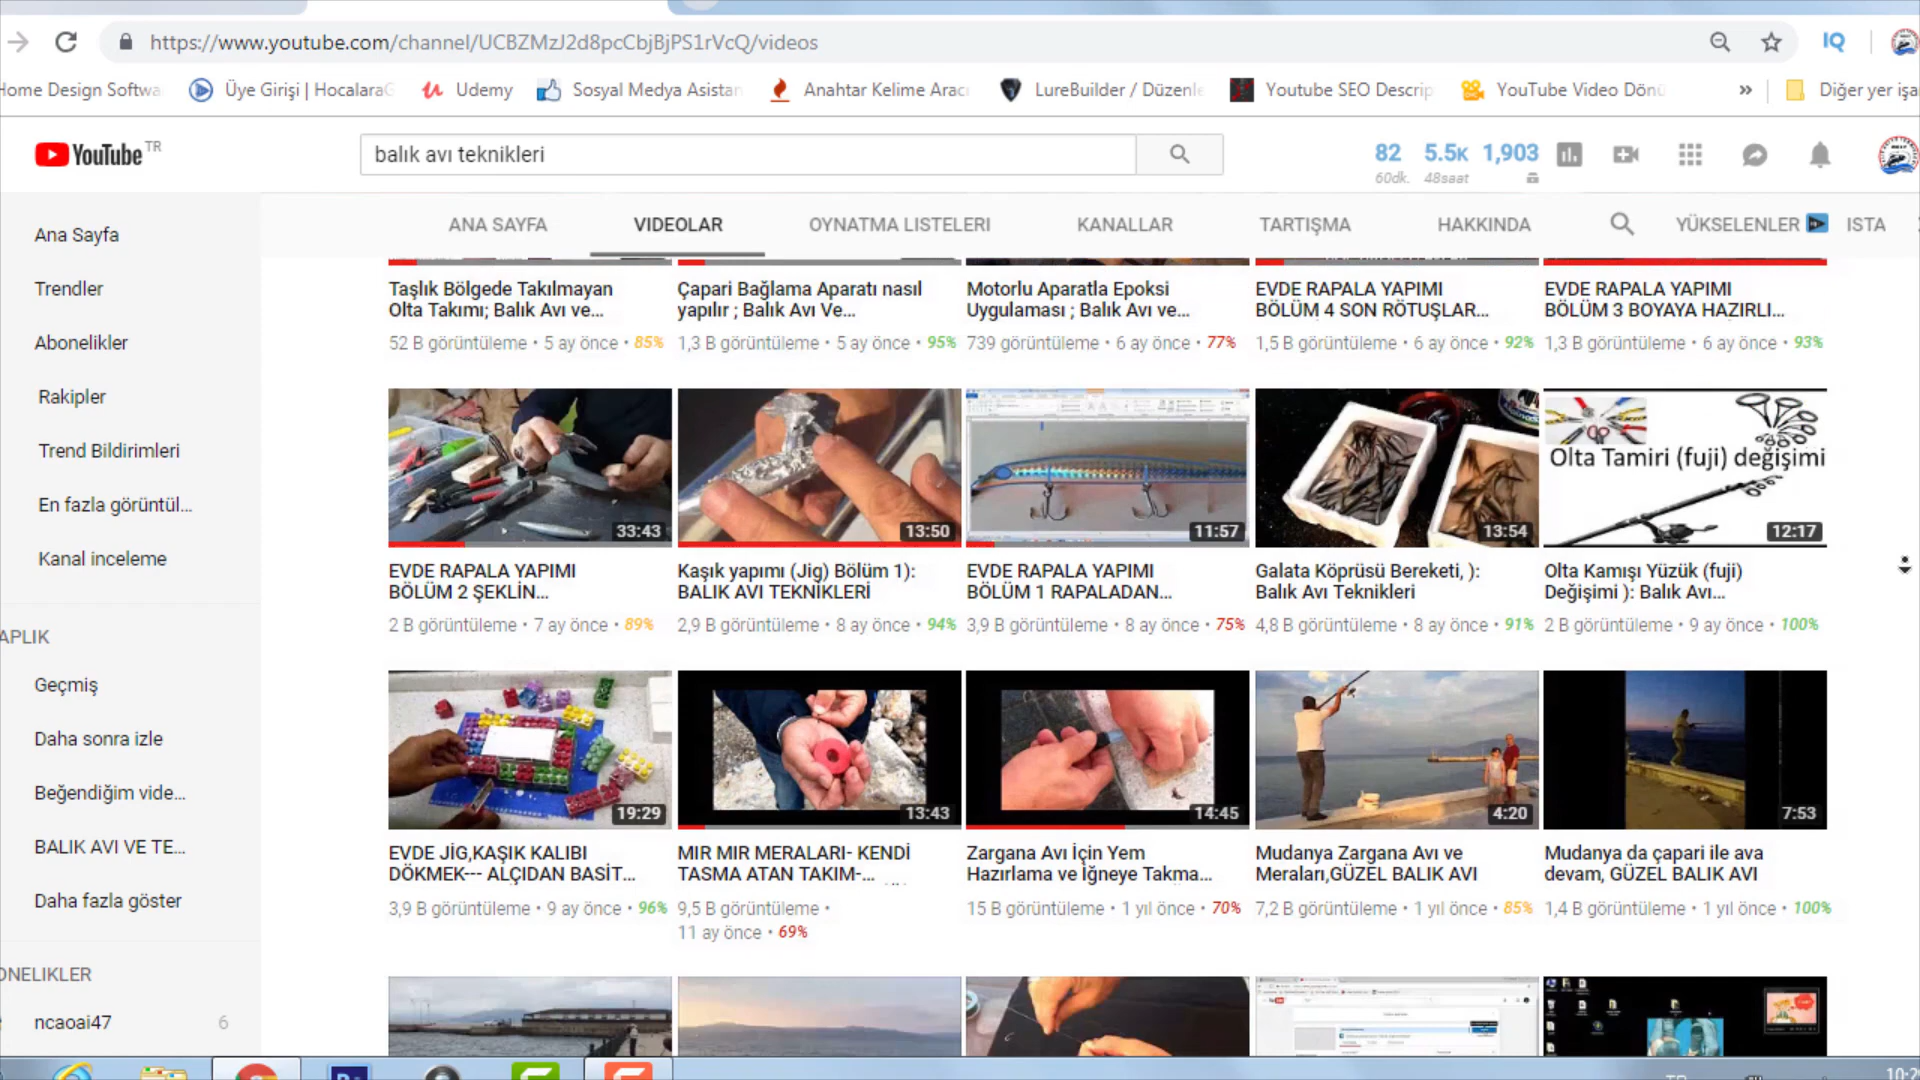 https://www.youtube.com/channel/UCBZMzJ2d8pcCbjBjPS1rVcQ/videos
IQ
Home Design Softwa
Üye Girişi | HocalaraG
Udemy
Sosyal Medya Asistan
Anahtar Kelime Aracı
LureBuilder / Düzenle
Youtube SEO Descrip
YouTube Video Dönü
»
Diğer yer işa
YouTube TR
balık avı teknikleri
82 5.5K 1,903
60dk. 48saat
ANA SAYFA VIDEOLAR OYNATMA LISTELERI KANALLAR TARTIŞMA HAKKINDA YÜKSELENLER ISTA
Ana Sayfa
Trendler
Abonelikler
Rakipler
Trend Bildirimleri
En fazla görüntül...
Kanal inceleme
APLIK
Geçmiş
Daha sonra izle
Beğendiğim vide...
BALIK AVI VE TE...
Daha fazla göster
ONELIKLER
ncaoai47 6
Taşlık Bölgede Takılmayan
Olta Takımı; Balık Avı ve...
52 B görüntüleme • 5 ay önce • 85%
Çapari Bağlama Aparatı nasıl
yapılır ; Balık Avı Ve...
1,3 B görüntüleme • 5 ay önce • 95%
Motorlu Aparatla Epoksi
Uygulaması ; Balık Avı ve...
739 görüntüleme • 6 ay önce • 77%
EVDE RAPALA YAPIMI
BÖLÜM 4 SON RÖTUŞLAR...
1,5 B görüntüleme • 6 ay önce • 92%
EVDE RAPALA YAPIMI
BÖLÜM 3 BOYAYA HAZIRLI...
1,3 B görüntüleme • 6 ay önce • 93%
33:43
EVDE RAPALA YAPIMI
BÖLÜM 2 ŞEKLİN...
2 B görüntüleme • 7 ay önce • 89%
13:50
Kaşık yapımı (Jig) Bölüm 1):
BALIK AVI TEKNIKLERİ
2,9 B görüntüleme • 8 ay önce • 94%
11:57
EVDE RAPALA YAPIMI
BÖLÜM 1 RAPALADAN...
3,9 B görüntüleme • 8 ay önce • 75%
13:54
Galata Köprüsü Bereketi, ):
Balık Avı Teknikleri
4,8 B görüntüleme • 8 ay önce • 91%
Olta Tamiri (fuji) değişimi
12:17
Olta Kamışı Yüzük (fuji)
Değişimi ): Balık Avı...
2 B görüntüleme • 9 ay önce • 100%
19:29
EVDE JİG,KAŞIK KALIBI
DÖKMEK--- ALÇIDAN BASİT...
3,9 B görüntüleme • 9 ay önce • 96%
13:43
MIR MIR MERALARI- KENDİ
TASMA ATAN TAKIM-...
9,5 B görüntüleme •
11 ay önce • 69%
14:45
Zargana Avı İçin Yem
Hazırlama ve İğneye Takma...
15 B görüntüleme • 1 yıl önce • 70%
4:20
Mudanya Zargana Avı ve
Meraları,GÜZEL BALIK AVI
7,2 B görüntüleme • 1 yıl önce • 85%
7:53
Mudanya da çapari ile ava
devam, GÜZEL BALIK AVI
1,4 B görüntüleme • 1 yıl önce • 100%